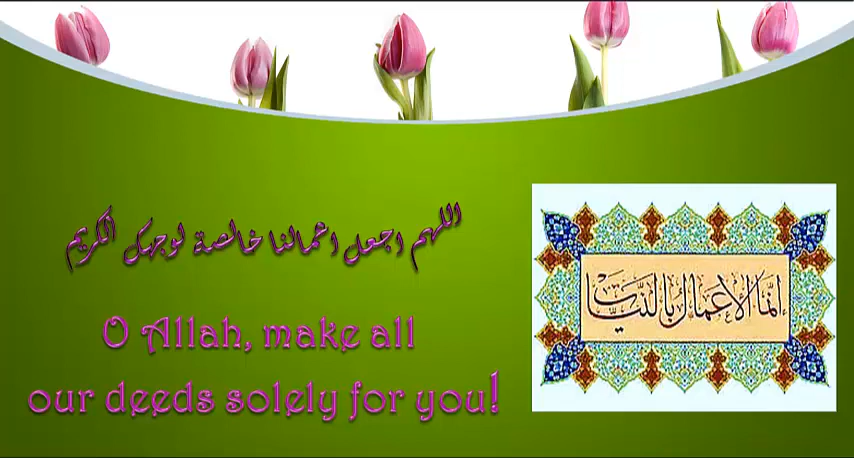 اللهم اجعل اعمالنا خالصة لوجهك الكريم
إنما الأعمال بالنيات
O Allah, make all
our deeds solely for you!